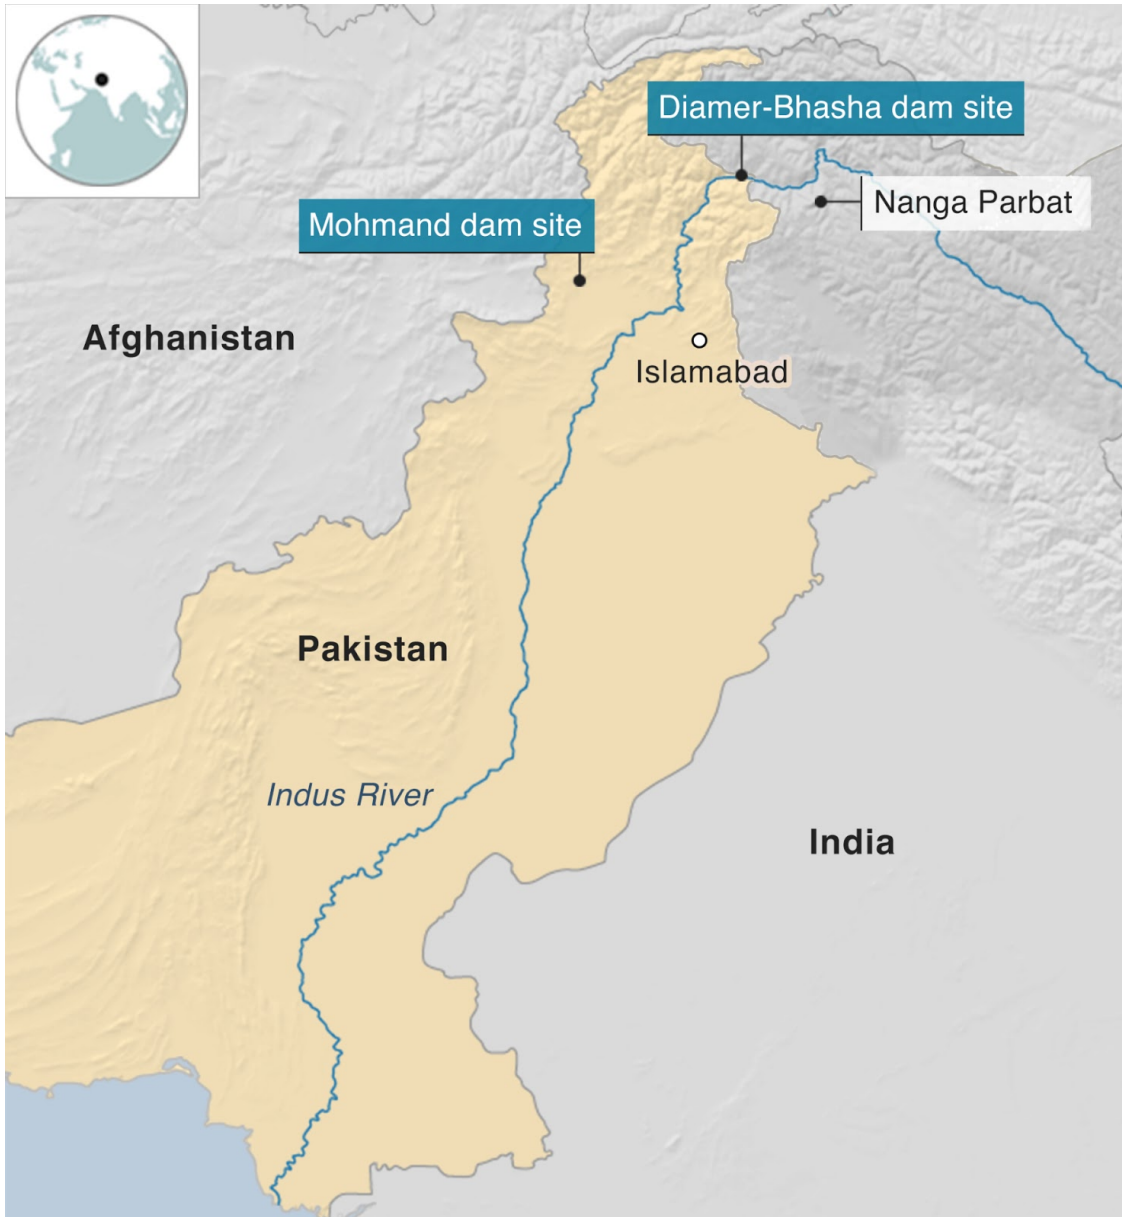 Diamer-Bhasha dam site
Nanga Parbat
Mohmand dam site
Afghanistan
Islamabad
Pakistan
Indus River
India